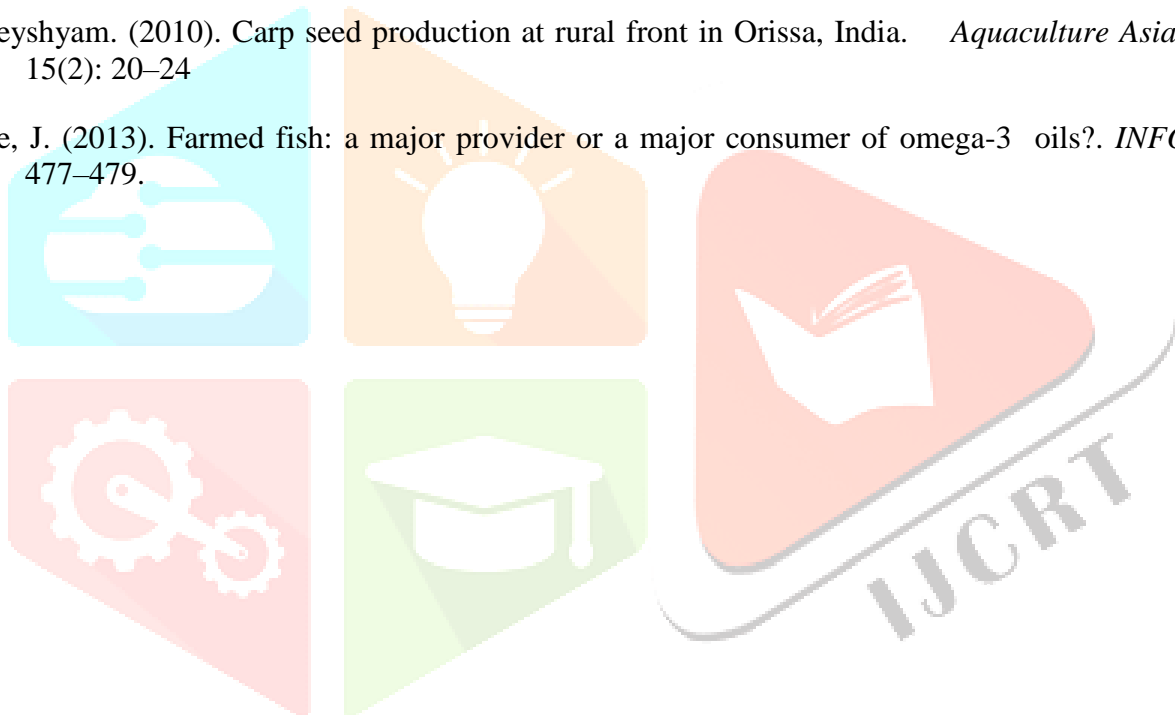 eyshyam. (2010). Carp seed production at rural front in Orissa, India. Aquaculture Asia
15(2): 20–24
e, J. (2013). Farmed fish: a major provider or a major consumer of omega-3 oils?. INFO
477–479.
IJCRT